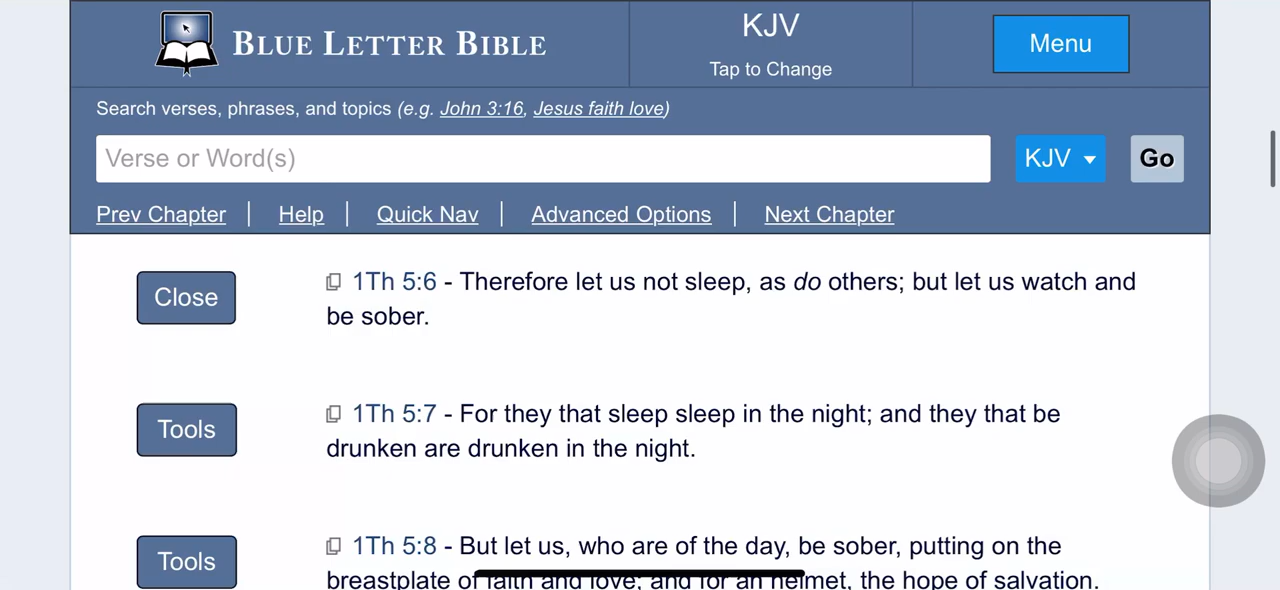 BLUE LETTER BIBLE
KJV
Tap to Change
Menu
Search verses, phrases, and topics (e.g. John 3:16, Jesus faith love)
Verse or Word(s)
KJV
Go
Prev Chapter | Help | Quick Nav | Advanced Options | Next Chapter
Close
1Th 5:6 - Therefore let us not sleep, as do others; but let us watch and
be sober.
Tools
1Th 5:7 - For they that sleep sleep in the night; and they that be
drunken are drunken in the night.
Tools
1Th 5:8 - But let us, who are of the day, be sober, putting on the
breastplate of faith and love; and for an helmet, the hope of salvation.